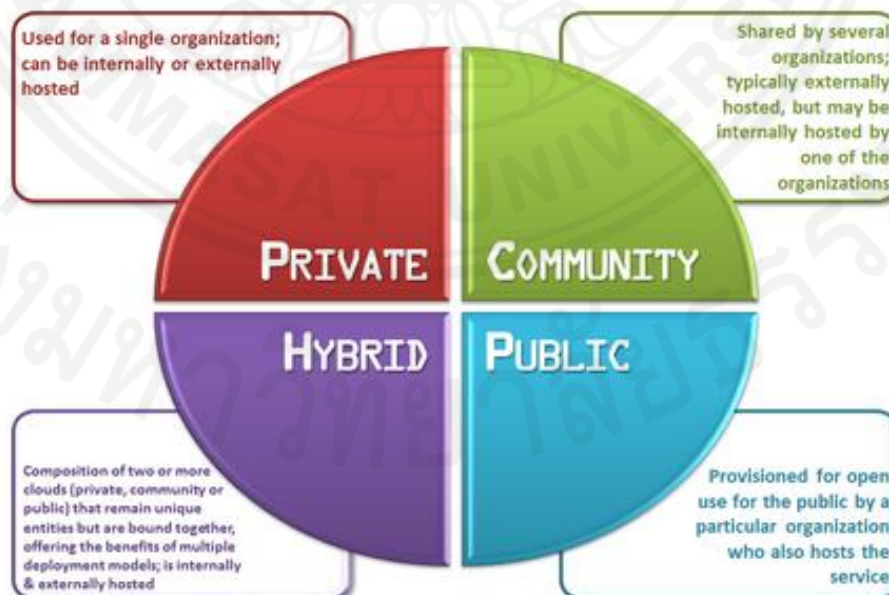 Used for a single organization;
can be internally or externally
hosted
Shared by several
organizations;
typically externally
hosted, but may be
internally hosted by
one of the
organizations
PRIVATE
COMMUNITY
HYBRID
PUBLIC
Composition of two or more
clouds (private, community or
public) that remain unique
entities but are bound together,
offering the benefits of multiple
deployment models; is internally
& externally hosted
Provisioned for open
use for the public by a
particular organization
who also hosts the
service